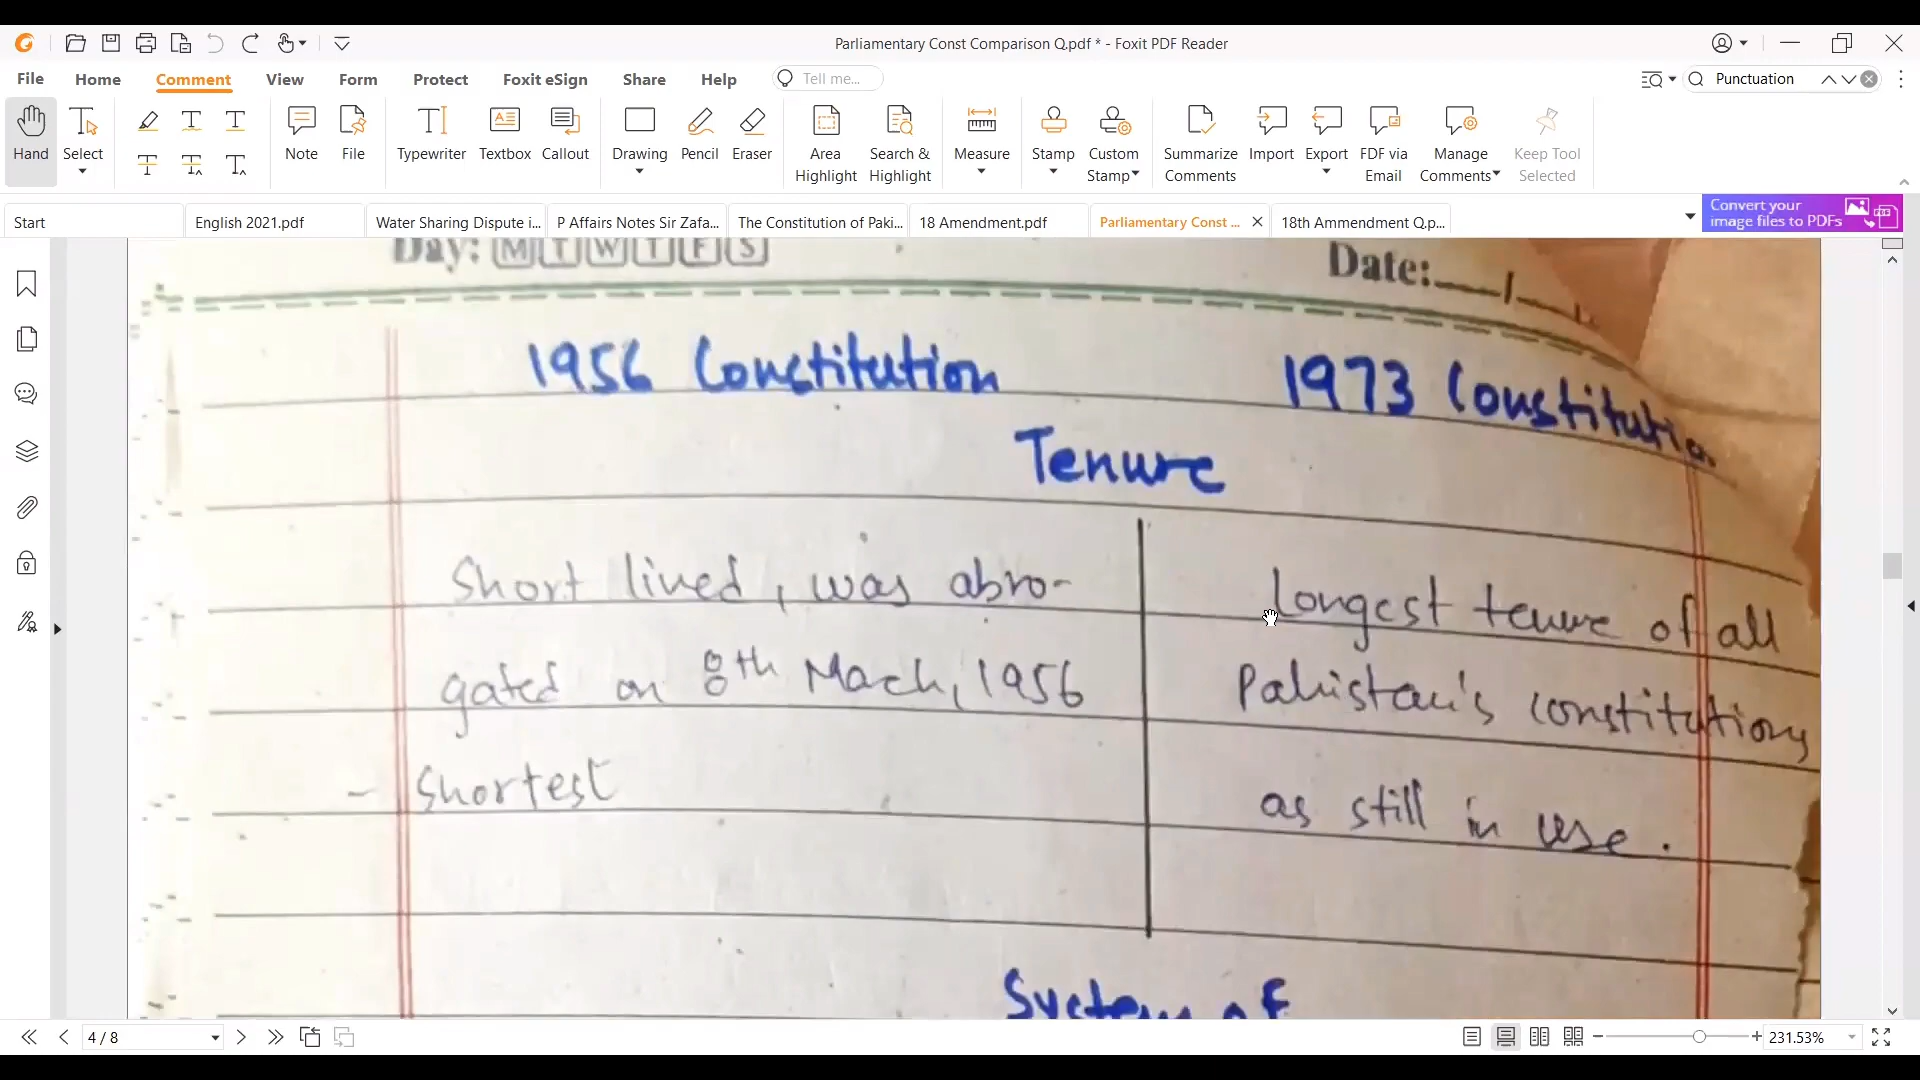 Parliamentary Const Comparison Q.pdf * - Foxit PDF Reader
File Home Comment View Form Protect Foxit eSign Share Help Tell me... Punctuation
Hand Select Note File Typewriter Textbox Callout Drawing Pencil Eraser Area Highlight Search & Highlight Measure Stamp Custom Stamp Summarize Comments Import Export FDF via Email Manage Comments Keep Tool Selected
Start English 2021.pdf Water Sharing Dispute i... P Affairs Notes Sir Zafa... The Constitution of Paki... 18 Amendment.pdf Parliamentary Const ... 18th Ammendment Q.p...
Convert your
image files to PDFs
Day: M T W T F S Date:___/___
1956 Constitution 1973 Constitution
Tenure
Short lived, was abro- Longest tenure of all
gated on 8th Mach, 1956 Pakistan's constitutions
- Shortest as still in use.
System of
4 / 8 231.53%